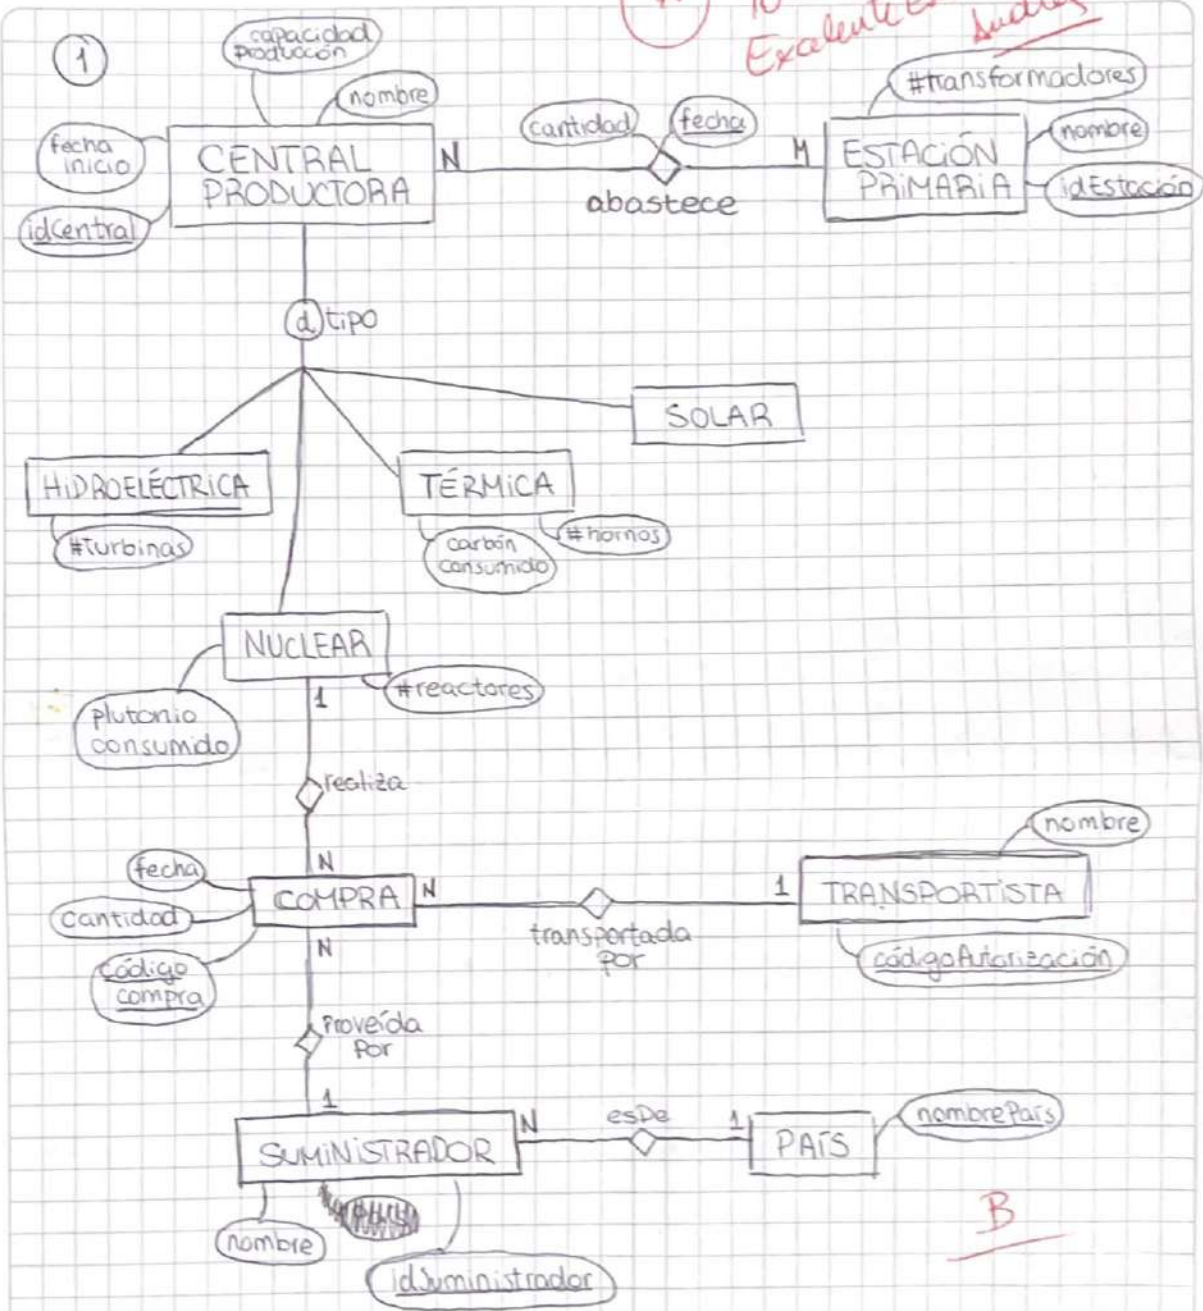 1
10
Excelente
capacidad
producción
nombre
fecha
inicio
idCentral
CENTRAL
PRODUCTORA
N
cantidad
fecha
M
abastece
ESTACIÓN
PRIMARIA
#transformadores
nombre
idEstación
d
tipo
SOLAR
HIDROELÉCTRICA
#Turbinas
TÉRMICA
carbón
consumido
#hornos
NUCLEAR
plutonio
consumido
#reactores
1
realiza
N
fecha
Cantidad
código
compra
COMPRA
N
transportada
por
1
TRANSPORTISTA
nombre
códigoAutorización
N
Proveída
Por
1
SUMINISTRADOR
N
esDe
1
PAÍS
nombrePaís
nombre
idSuministrador
B